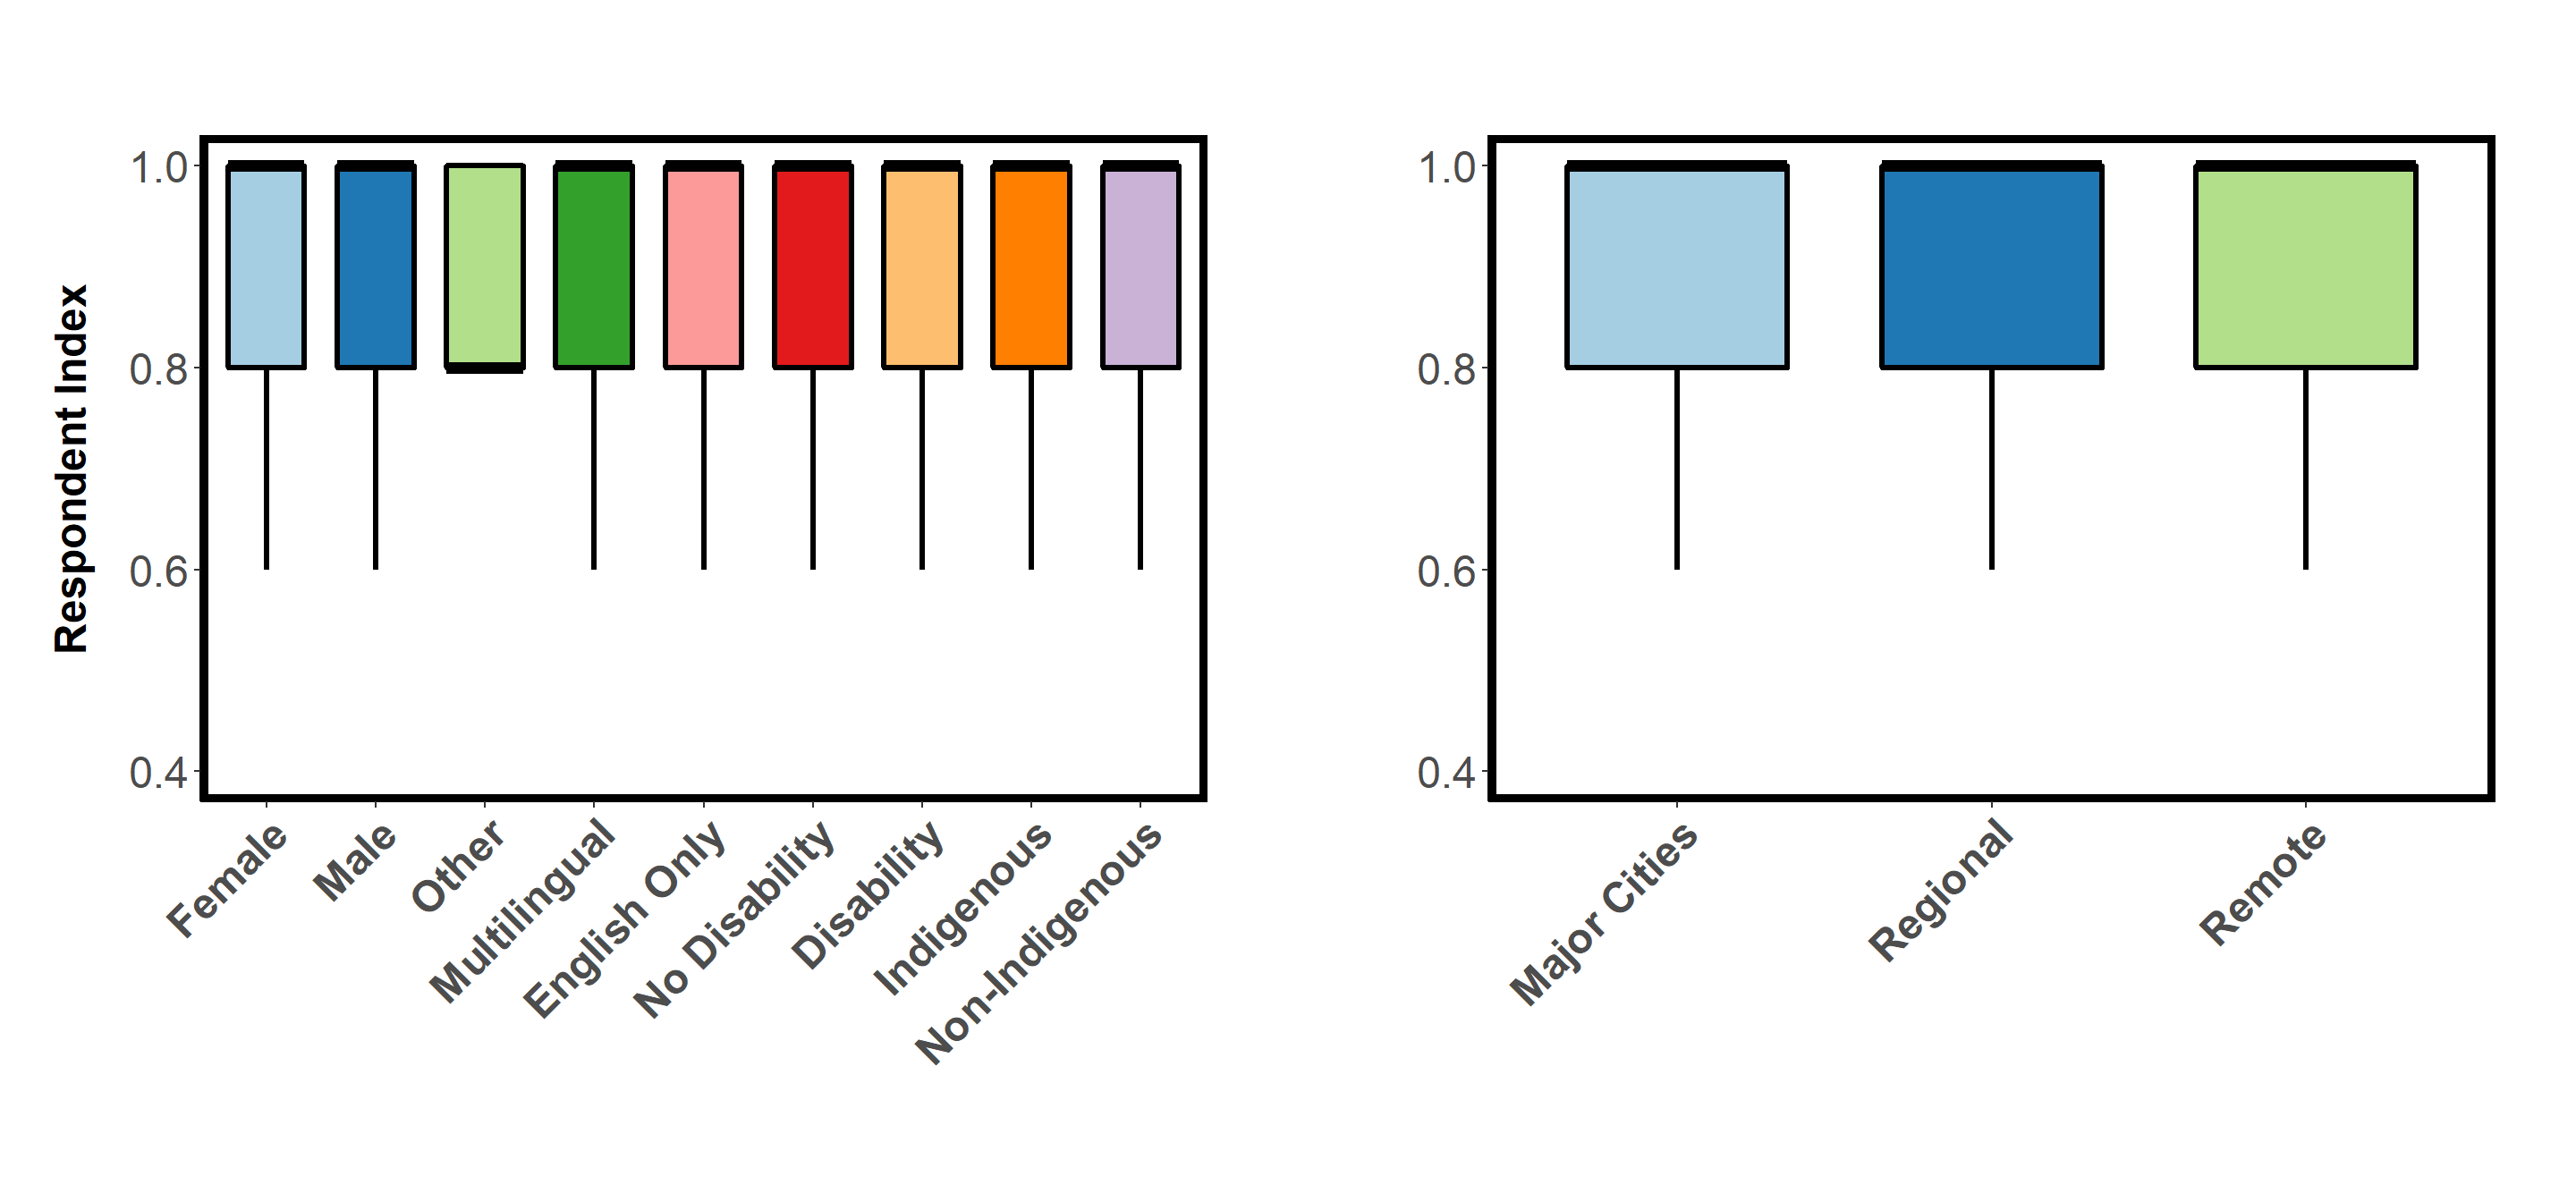 Respondent Index
1.0
0.8
0.6
0.4
Female
Male
Other
Multilingual
English Only
No Disability
Disability
Indigenous
Non-Indigenous
1.0
0.8
0.6
0.4
Major Cities
Regional
Remote